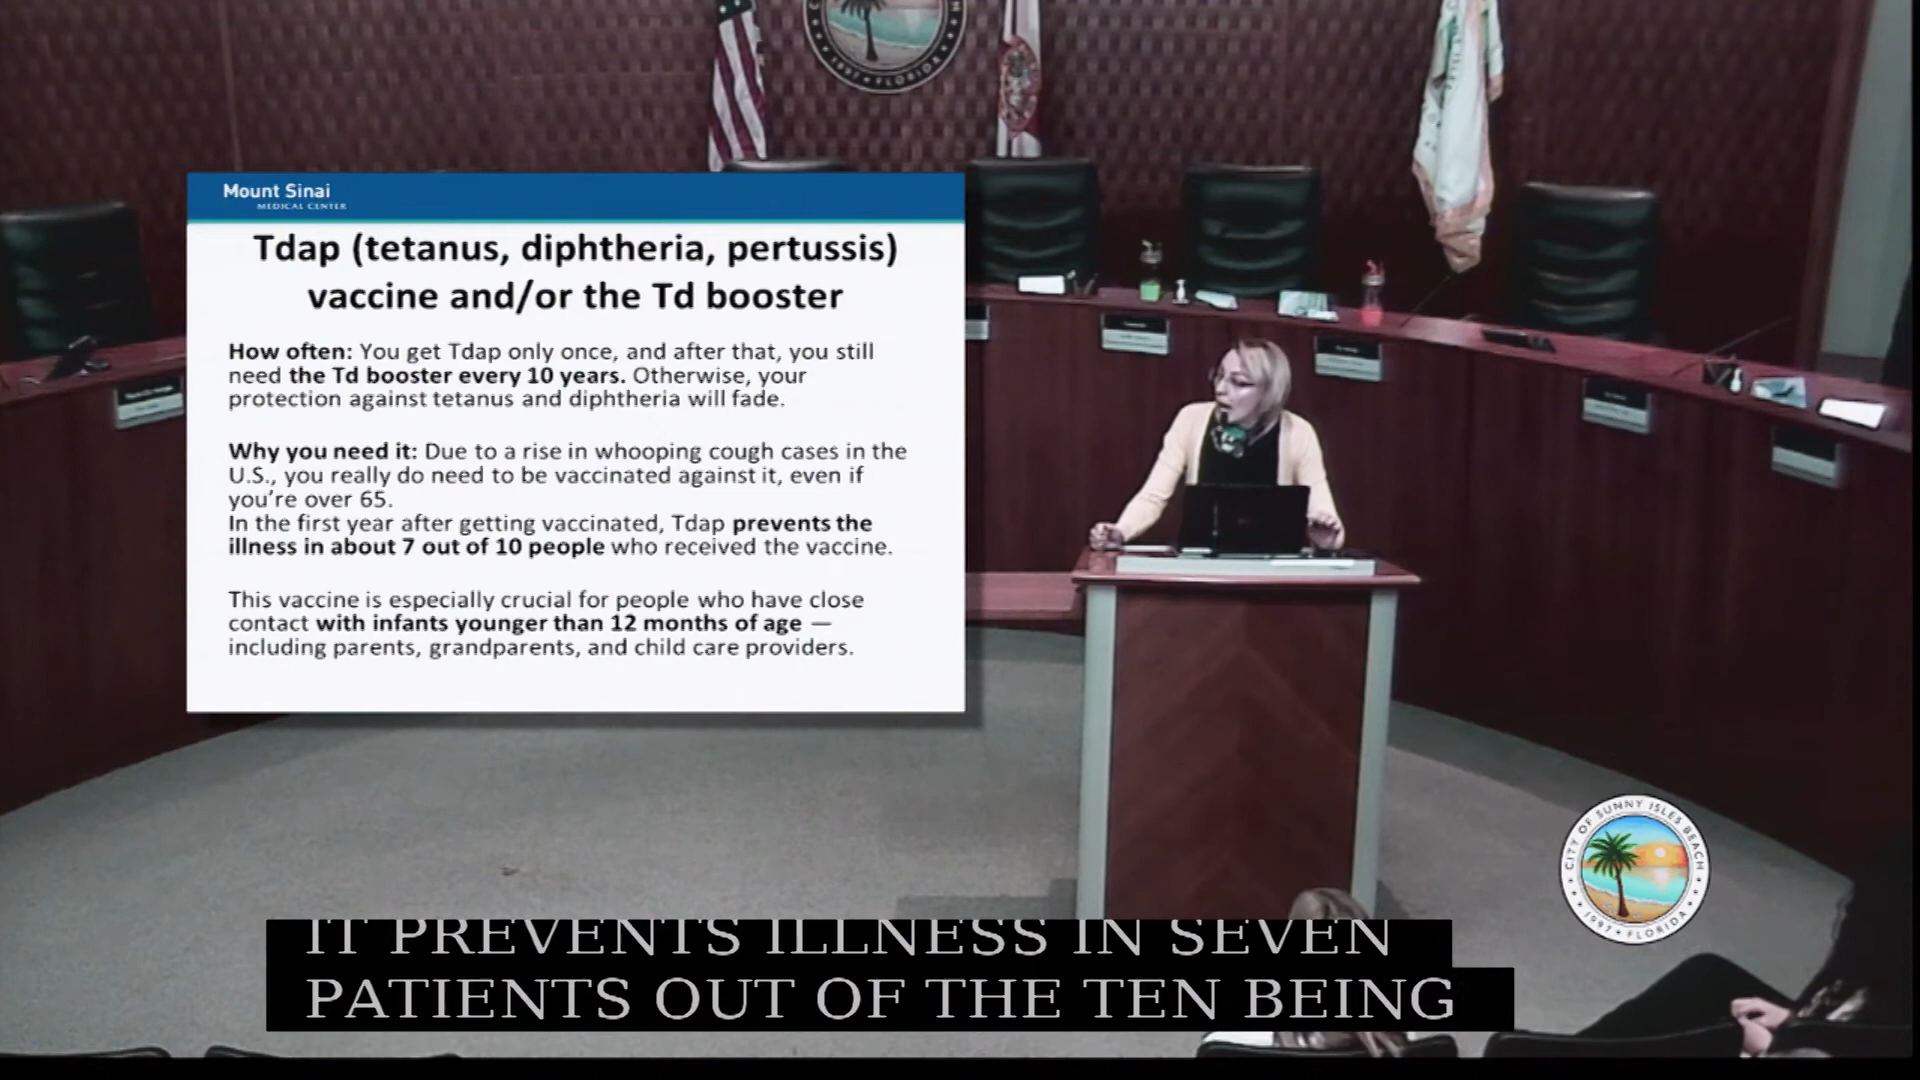 1997 • FLORIDA
Mount Sinai
MEDICAL CENTER
Tdap (tetanus, diphtheria, pertussis)
vaccine and/or the Td booster
How often: You get Tdap only once, and after that, you still
need the Td booster every 10 years. Otherwise, your
protection against tetanus and diphtheria will fade.
Why you need it: Due to a rise in whooping cough cases in the
U.S., you really do need to be vaccinated against it, even if
you’re over 65.
In the first year after getting vaccinated, Tdap prevents the
illness in about 7 out of 10 people who received the vaccine.
This vaccine is especially crucial for people who have close
contact with infants younger than 12 months of age —
including parents, grandparents, and child care providers.
CITY OF SUNNY ISLES BEACH
• 1997 • FLORIDA •
IT PREVENTS ILLNESS IN SEVEN
PATIENTS OUT OF THE TEN BEING